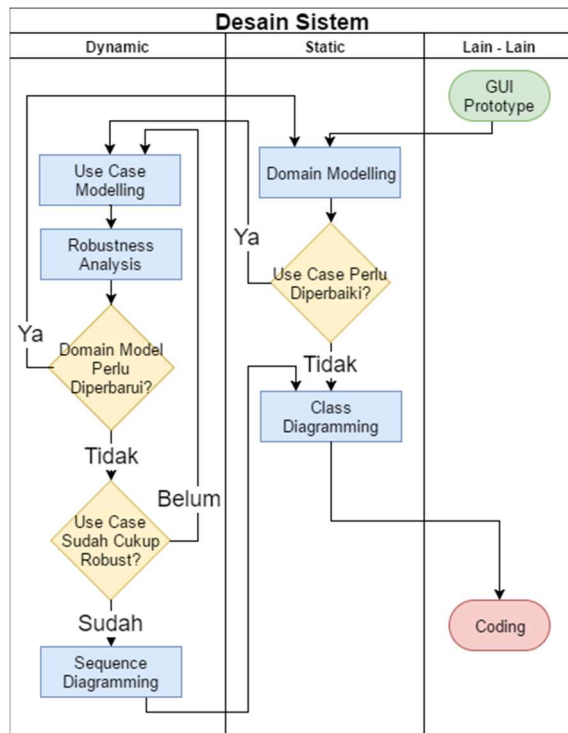 Desain Sistem
Dynamic
Static
Lain - Lain
GUI
Prototype
Use Case
Modelling
Domain Modelling
Ya
Robustness
Analysis
Use Case Perlu
Diperbaiki?
Ya
Domain Model
Perlu
Diperbarui?
Tidak
Class
Diagramming
Tidak
Belum
Use Case
Sudah Cukup
Robust?
Sudah
Coding
Sequence
Diagramming